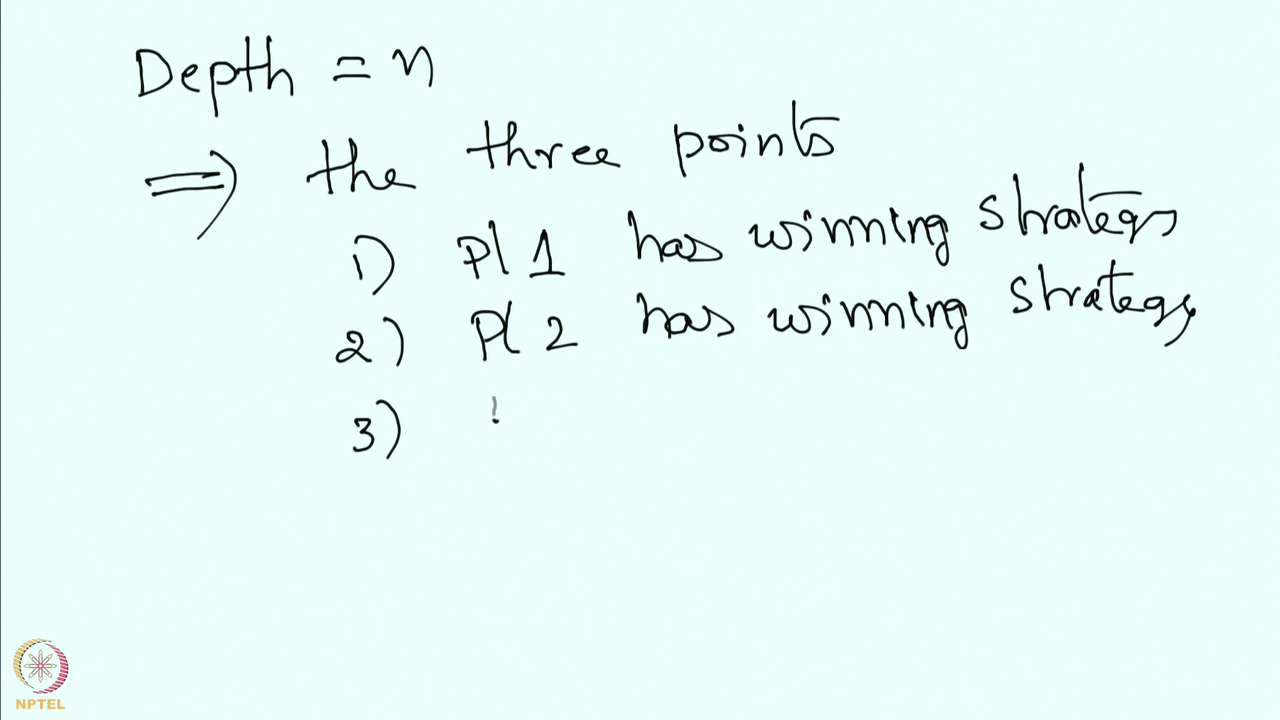 Depth = n
⇒ the three points
1) Pl 1 has winning strategy
2) Pl 2 has winning strategy
3)
NPTEL